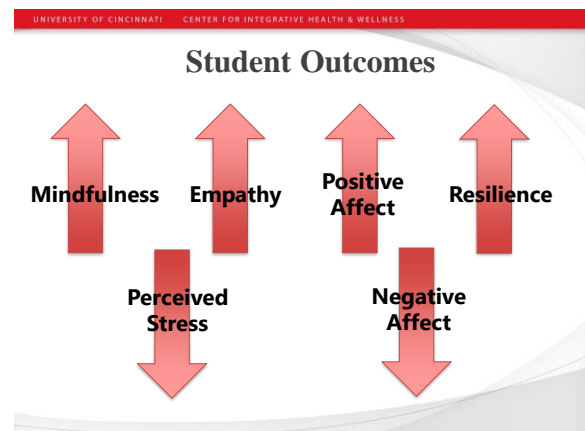 UNIVERSITY OF CINCINNATI CENTER FOR INTEGRATIVE HEALTH & WELLNESS
Student Outcomes
Mindfulness
Empathy
Positive
Affect
Resilience
Perceived
Stress
Negative
Affect